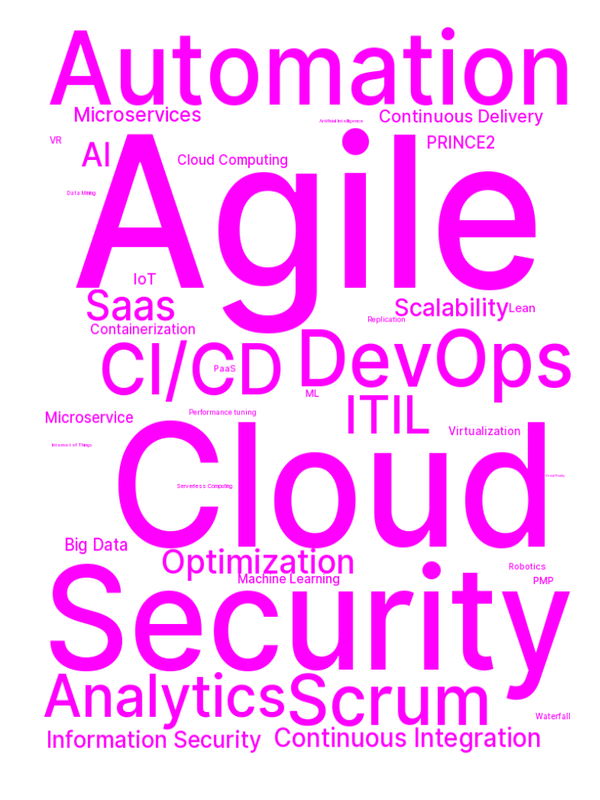 Automation
Microservices
Artificial Intelligence
Continuous Delivery
VR
AI
Cloud Computing
PRINCE2
Agile
Data Mining
IoT
Saas
Scalability
Lean
Replication
Containerization
CI/CD
PaaS
DevOps
ML
ITIL
Microservice
Performance tuning
Virtualization
Internet of Things
Cloud
Serverless Computing
Big Data
Optimization
Machine Learning
Robotics
PMP
Security
Analytics
Scrum
Waterfall
Information Security
Continuous Integration